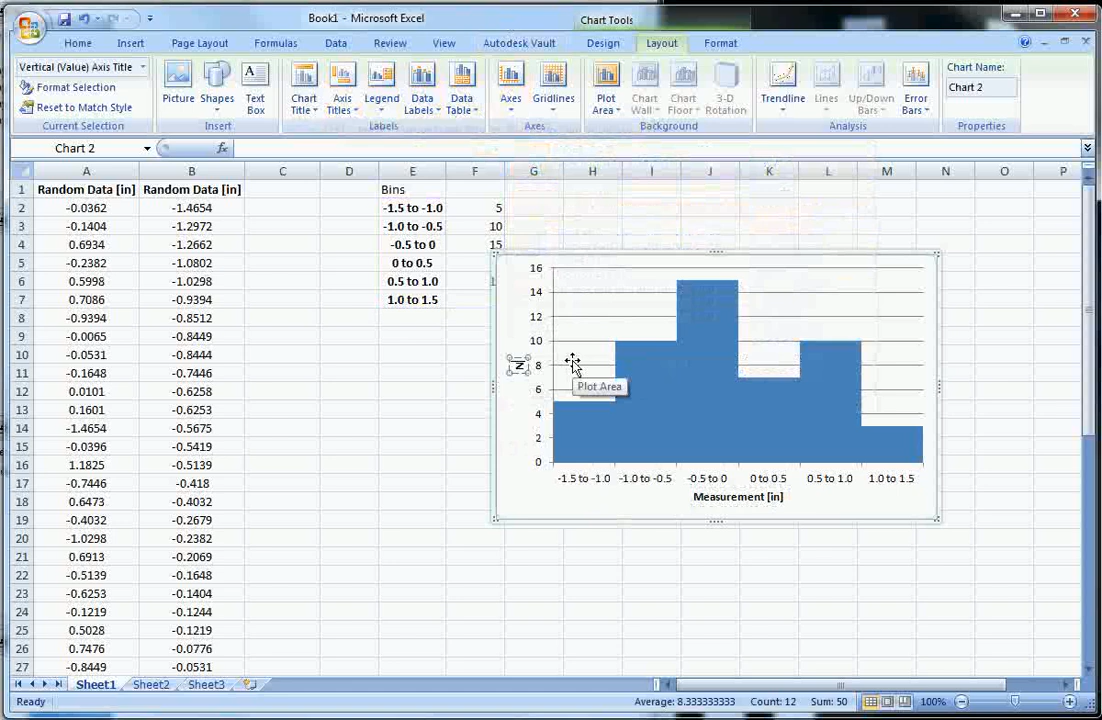 Book1 - Microsoft Excel
Chart Tools
Home Insert Page Layout Formulas Data Review View Autodesk Vault Design Layout Format
Vertical (Value) Axis Title
Format Selection
Reset to Match Style
Current Selection
Picture Shapes Text Box
Insert
Chart Title Axis Titles Legend Data Labels Data Table
Labels
Axes Gridlines
Axes
Plot Area Chart Wall Chart Floor 3-D Rotation
Background
Trendline Lines Up/Down Bars Error Bars
Analysis
Chart Name:
Chart 2
Properties
Chart 2 fx
A B C D E F G H I J K L M N O P
1 Random Data [in] Random Data [in] Bins
2 -0.0362 -1.4654 -1.5 to -1.0 5
3 -0.1404 -1.2972 -1.0 to -0.5 10
4 0.6934 -1.2662 -0.5 to 0 15
5 -0.2382 -1.0802 0 to 0.5
6 0.5998 -1.0298 0.5 to 1.0 1
7 0.7086 -0.9394 1.0 to 1.5
8 -0.9394 -0.8512
9 -0.0065 -0.8449
10 -0.0531 -0.8444
11 -0.1648 -0.7446
12 0.0101 -0.6258
13 0.1601 -0.6253
14 -1.4654 -0.5675
15 -0.0396 -0.5419
16 1.1825 -0.5139
17 -0.7446 -0.418
18 0.6473 -0.4032
19 -0.4032 -0.2679
20 -1.0298 -0.2382
21 0.6913 -0.2069
22 -0.5139 -0.1648
23 -0.6253 -0.1404
24 -0.1219 -0.1244
25 0.5028 -0.1219
26 0.7476 -0.0776
27 -0.8449 -0.0531
16
14
12
10
8
6
4
2
0
N
Plot Area
-1.5 to -1.0 -1.0 to -0.5 -0.5 to 0 0 to 0.5 0.5 to 1.0 1.0 to 1.5
Measurement [in]
Sheet1 Sheet2 Sheet3
Ready Average: 8.333333333 Count: 12 Sum: 50 100%